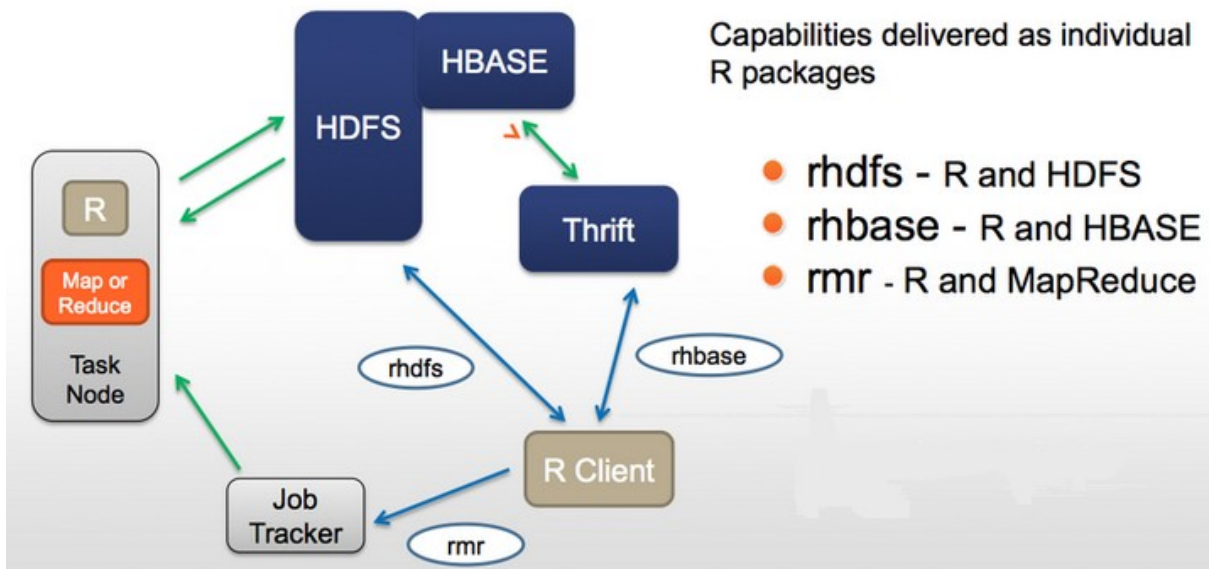 HBASE
HDFS
Capabilities delivered as individual
R packages
rhdfs - R and HDFS
rhbase - R and HBASE
rmr - R and MapReduce
R
Map or
Reduce
Task
Node
Thrift
rhdfs
rhbase
R Client
Job
Tracker
rmr